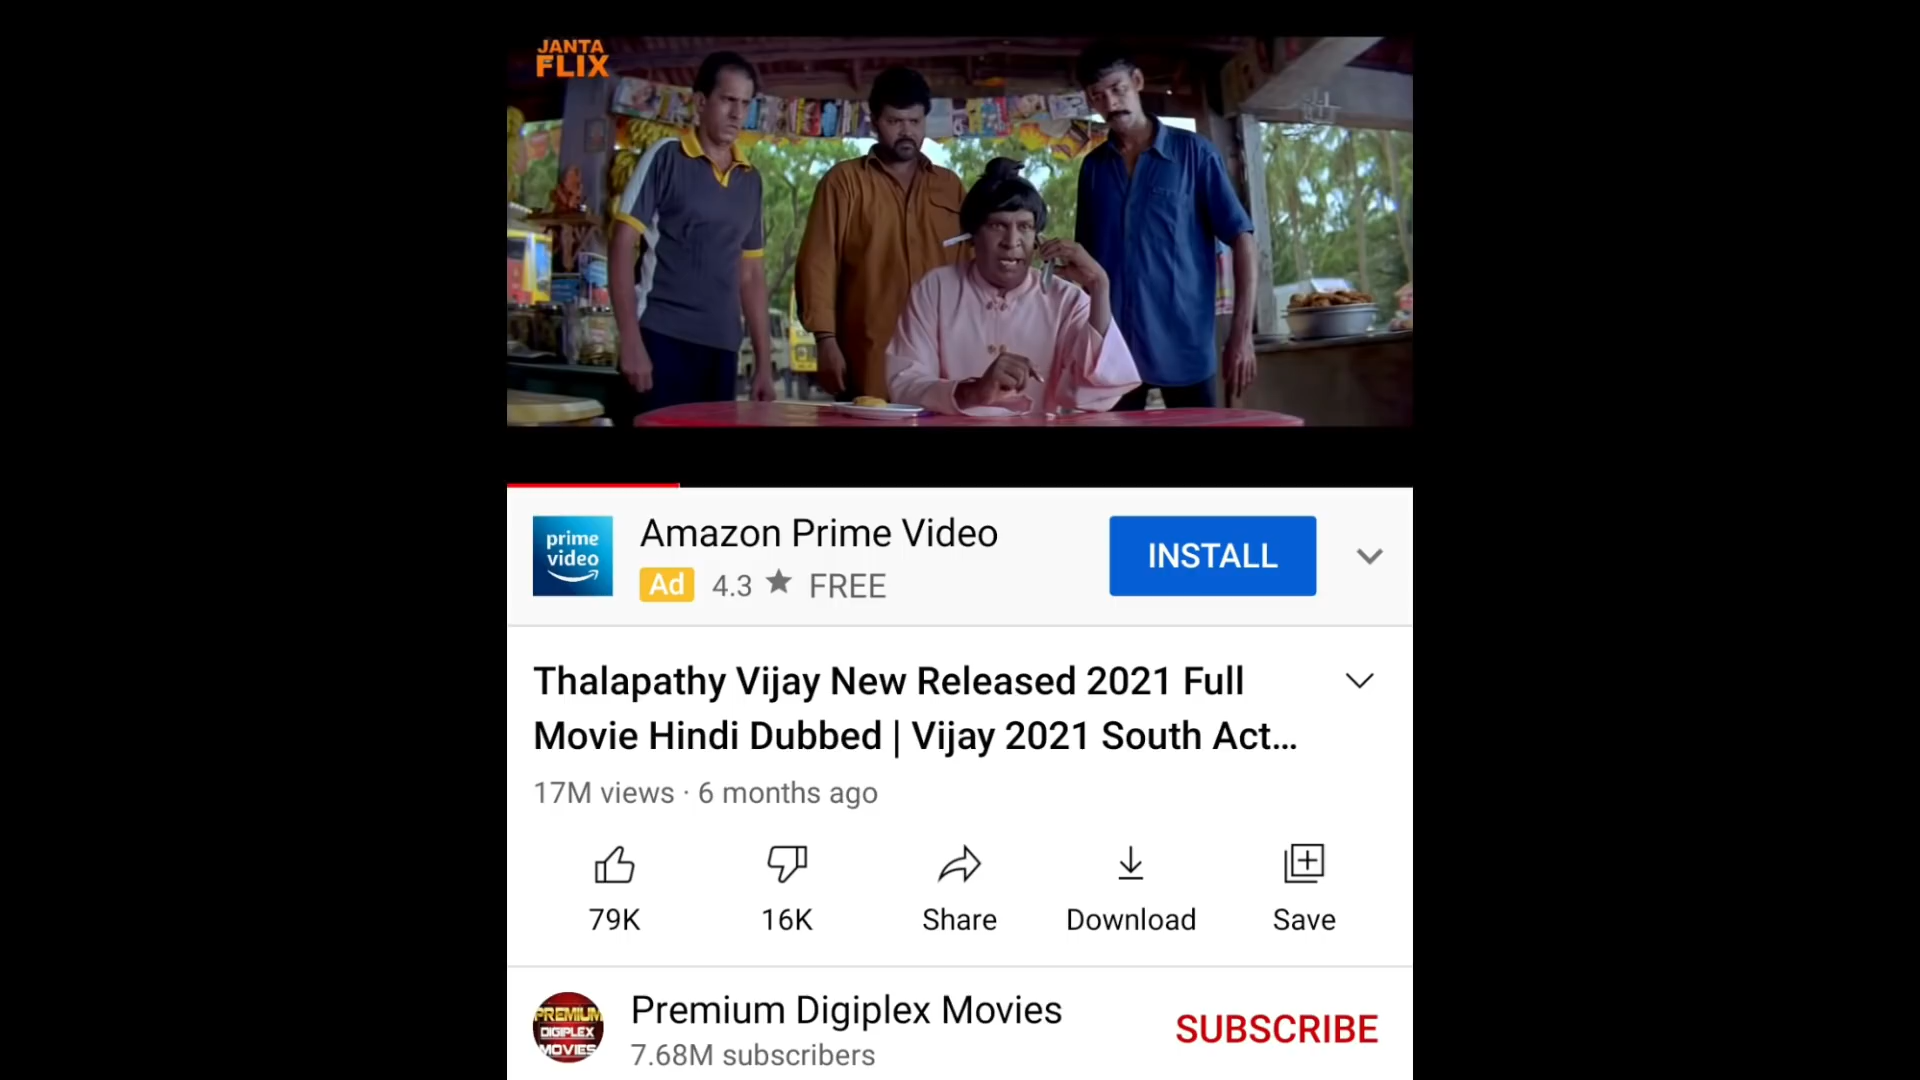 JANTA
FLIX
prime
video
Amazon Prime Video
Ad 4.3 ★ FREE
INSTALL
Thalapathy Vijay New Released 2021 Full
Movie Hindi Dubbed | Vijay 2021 South Act...
17M views · 6 months ago
79K
16K
Share
Download
Save
PREMIUM
DIGIPLEX
MOVIES
Premium Digiplex Movies
7.68M subscribers
SUBSCRIBE